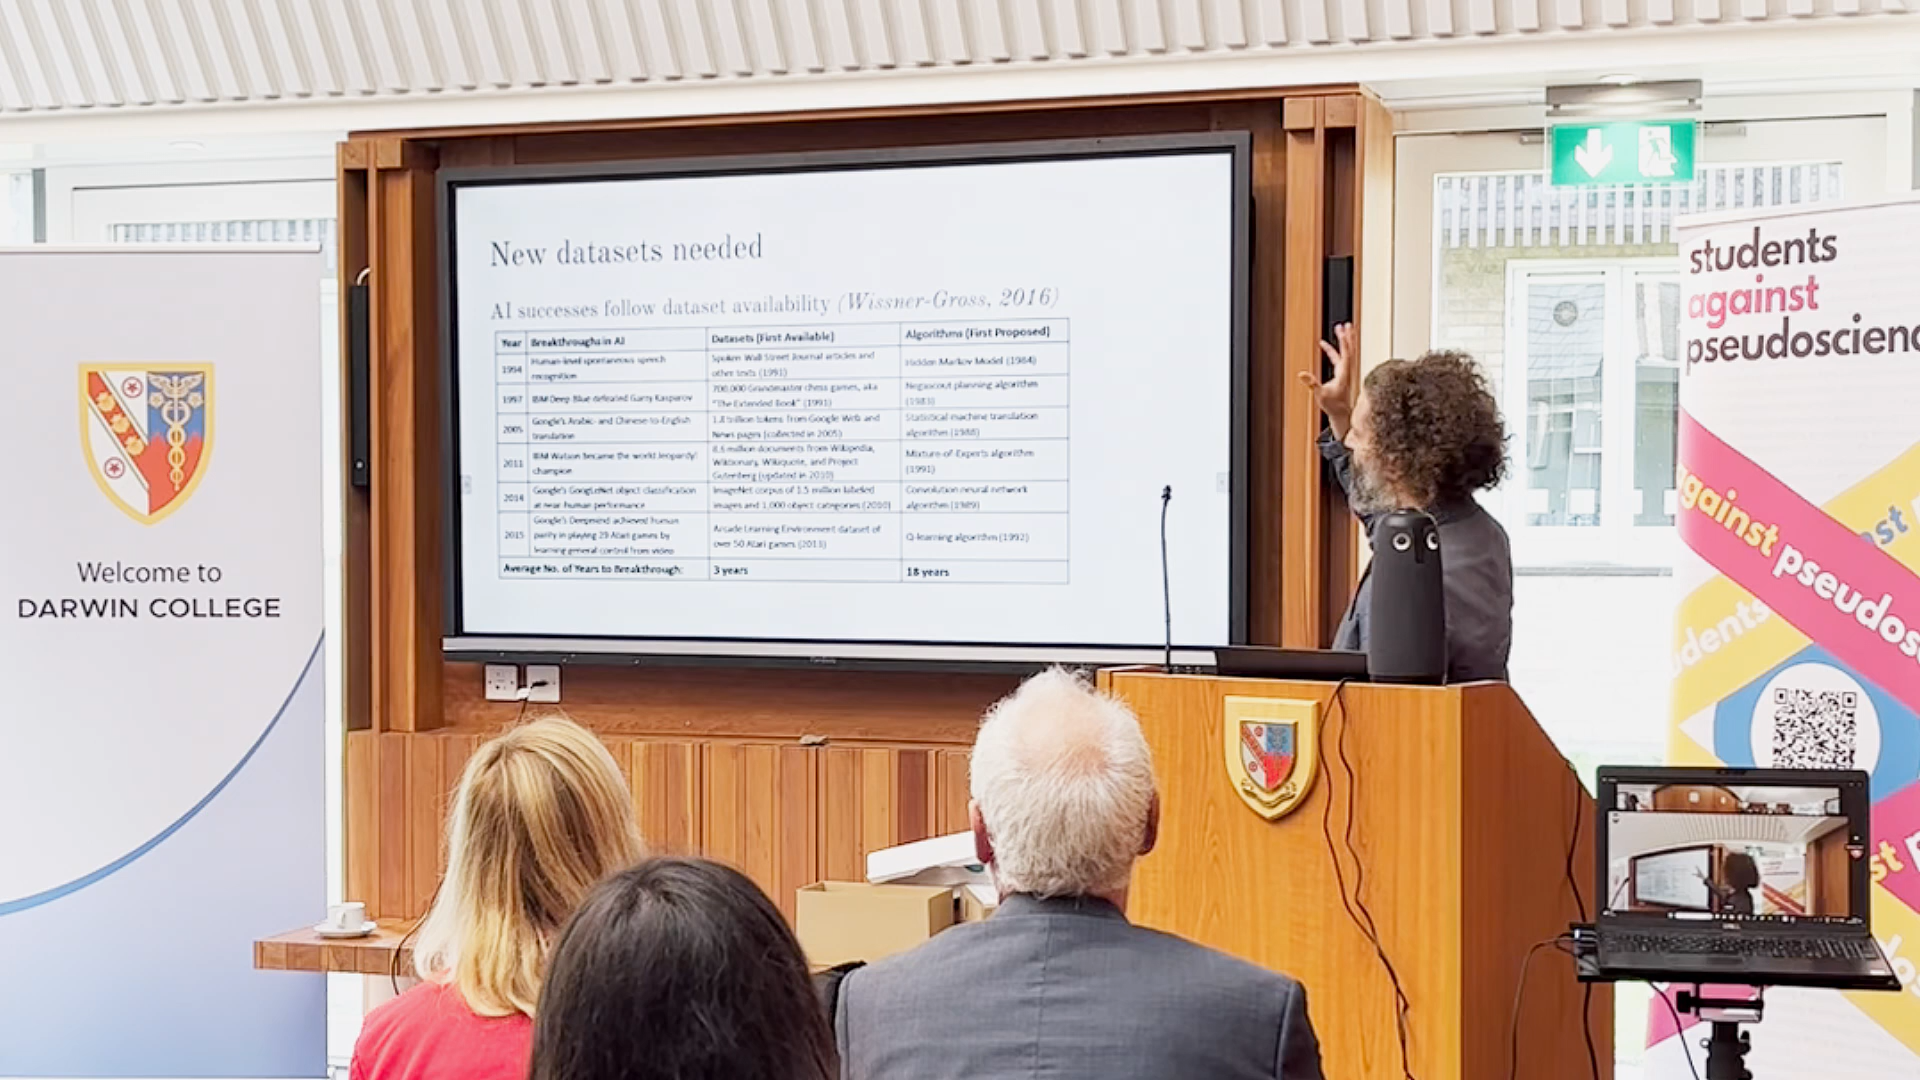 New datasets needed
AI successes follow dataset availability (Wissner-Gross, 2016)
Year Breakthroughs in AI Datasets (First Available) Algorithms (First Proposed)
1994 Human-level spontaneous speech recognition Spoken Wall Street Journal articles and other texts (1991) Hidden Markov Model (1984)
1997 IBM Deep Blue defeated Garry Kasparov 700,000 Grandmaster chess games, aka "The Extended Book" (1991) Negascout planning algorithm (1983)
2005 Google's Arabic- and Chinese-to-English translation 1.8 trillion tokens from Google Web and News pages (collected in 2005) Statistical machine translation algorithm (1988)
2011 IBM Watson became the world Jeopardy! champion 8.6 million documents from Wikipedia, Wiktionary, Wikiquote, and Project Gutenberg (updated in 2010) Mixture-of-Experts algorithm (1991)
2014 Google's GoogLeNet object classification at near-human performance ImageNet corpus of 1.5 million labeled images and 1,000 object categories (2010) Convolution neural network algorithm (1989)
2015 Google's Deepmind achieved human parity in playing 29 Atari games by learning general control from video Arcade Learning Environment dataset of over 50 Atari games (2013) Q-learning algorithm (1992)
Average No. of Years to Breakthrough: 3 years 18 years
Welcome to
DARWIN COLLEGE
students
against
pseudoscienc
gainst pseudos
dents
st
st